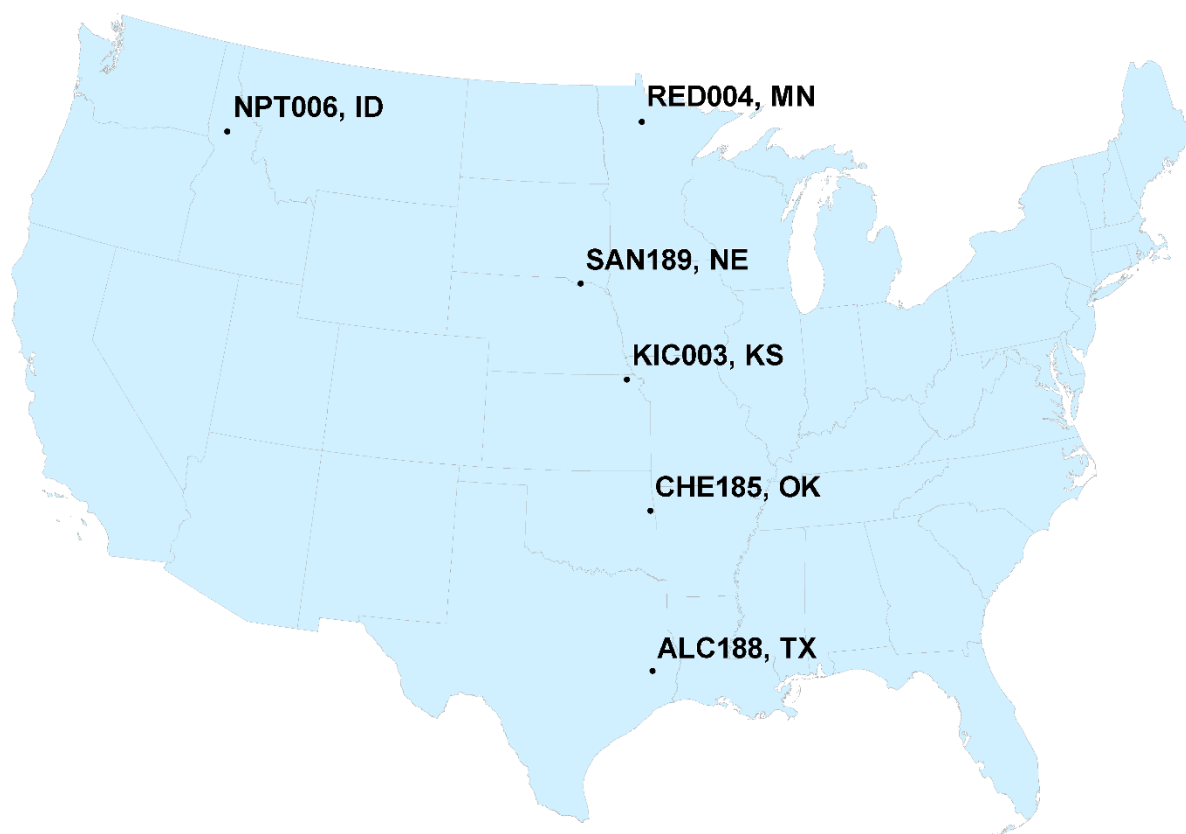 RED004, MN
NPT006, ID
SAN189, NE
KIC003, KS
CHE185, OK
ALC188, TX